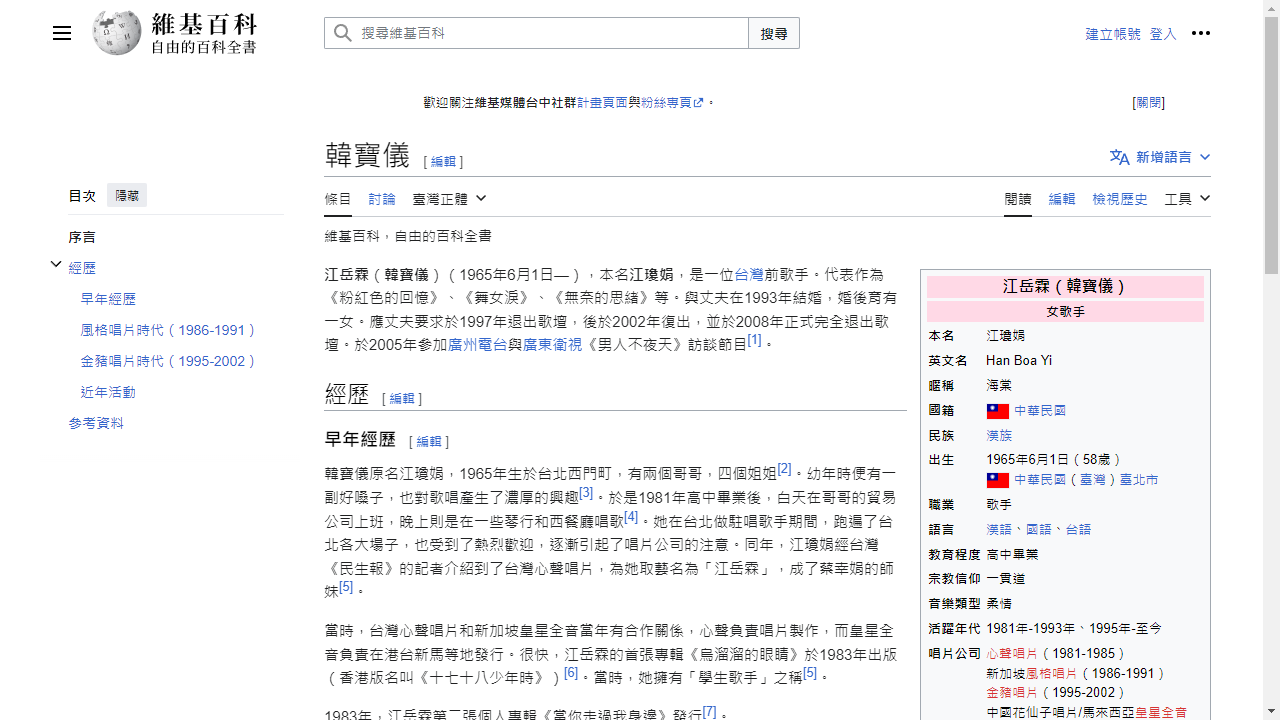 維基百科
自由的百科全書
搜尋維基百科
搜尋
建立帳號 登入
歡迎關注維基媒體台中社群計畫頁面與粉絲專頁。
[關閉]
韓寶儀 [編輯]
新增語言
目次 隱藏
序言
經歷
早年經歷
風格唱片時代（1986-1991）
金豬唱片時代（1995-2002）
近年活動
參考資料
條目 討論 臺灣正體
閱讀 編輯 檢視歷史 工具
維基百科，自由的百科全書
江岳霖（韓寶儀）（1965年6月1日—），本名江瓊娟，是一位台灣前歌手。代表作為
《粉紅色的回憶》、《舞女淚》、《無奈的思緒》等。與丈夫在1993年結婚，婚後育有
一女。應丈夫要求於1997年退出歌壇，後於2002年復出，並於2008年正式完全退出歌
壇。於2005年參加廣州電台與廣東衛視《男人不夜天》訪談節目[1]。
經歷 [編輯]
早年經歷 [編輯]
韓寶儀原名江瓊娟，1965年生於台北西門町，有兩個哥哥，四個姐姐[2]。幼年時便有一
副好嗓子，也對歌唱產生了濃厚的興趣[3]。於是1981年高中畢業後，白天在哥哥的貿易
公司上班，晚上則是在一些琴行和西餐廳唱歌[4]。她在台北做駐唱歌手期間，跑遍了台
北各大場子，也受到了熱烈歡迎，逐漸引起了唱片公司的注意。同年，江瓊娟經台灣
《民生報》的記者介紹到了台灣心聲唱片，為她取藝名為「江岳霖」，成了蔡幸娟的師
妹[5]。
當時，台灣心聲唱片和新加坡皇星全音當年有合作關係，心聲負責唱片製作，而皇星全
音負責在港台新馬等地發行。很快，江岳霖的首張專輯《烏溜溜的眼睛》於1983年出版
（香港版名叫《十七十八少年時》）[6]。當時，她擁有「學生歌手」之稱[5]。
1983年，江岳霖第二張個人專輯《當你走過我身邊》發行[7]。
江岳霖（韓寶儀）
女歌手
本名 江瓊娟
英文名 Han Boa Yi
暱稱 海棠
國籍 中華民國
民族 漢族
出生 1965年6月1日（58歲）
中華民國（臺灣）臺北市
職業 歌手
語言 漢語、國語、台語
教育程度 高中畢業
宗教信仰 一貫道
音樂類型 柔情
活躍年代 1981年-1993年、1995年-至今
唱片公司 心聲唱片（1981-1985）
新加坡風格唱片（1986-1991）
金豬唱片（1995-2002）
中國花仙子唱片/馬來西亞皇星全音